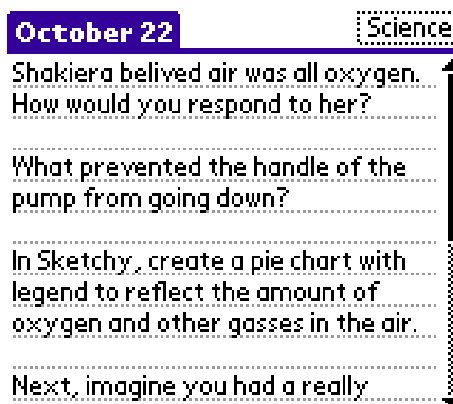 October 22
Science
Shakiera belived air was all oxygen.
How would you respond to her?
What prevented the handle of the
pump from going down?
In Sketchy, create a pie chart with
legend to reflect the amount of
oxygen and other gasses in the air.
Next, imagine you had a really